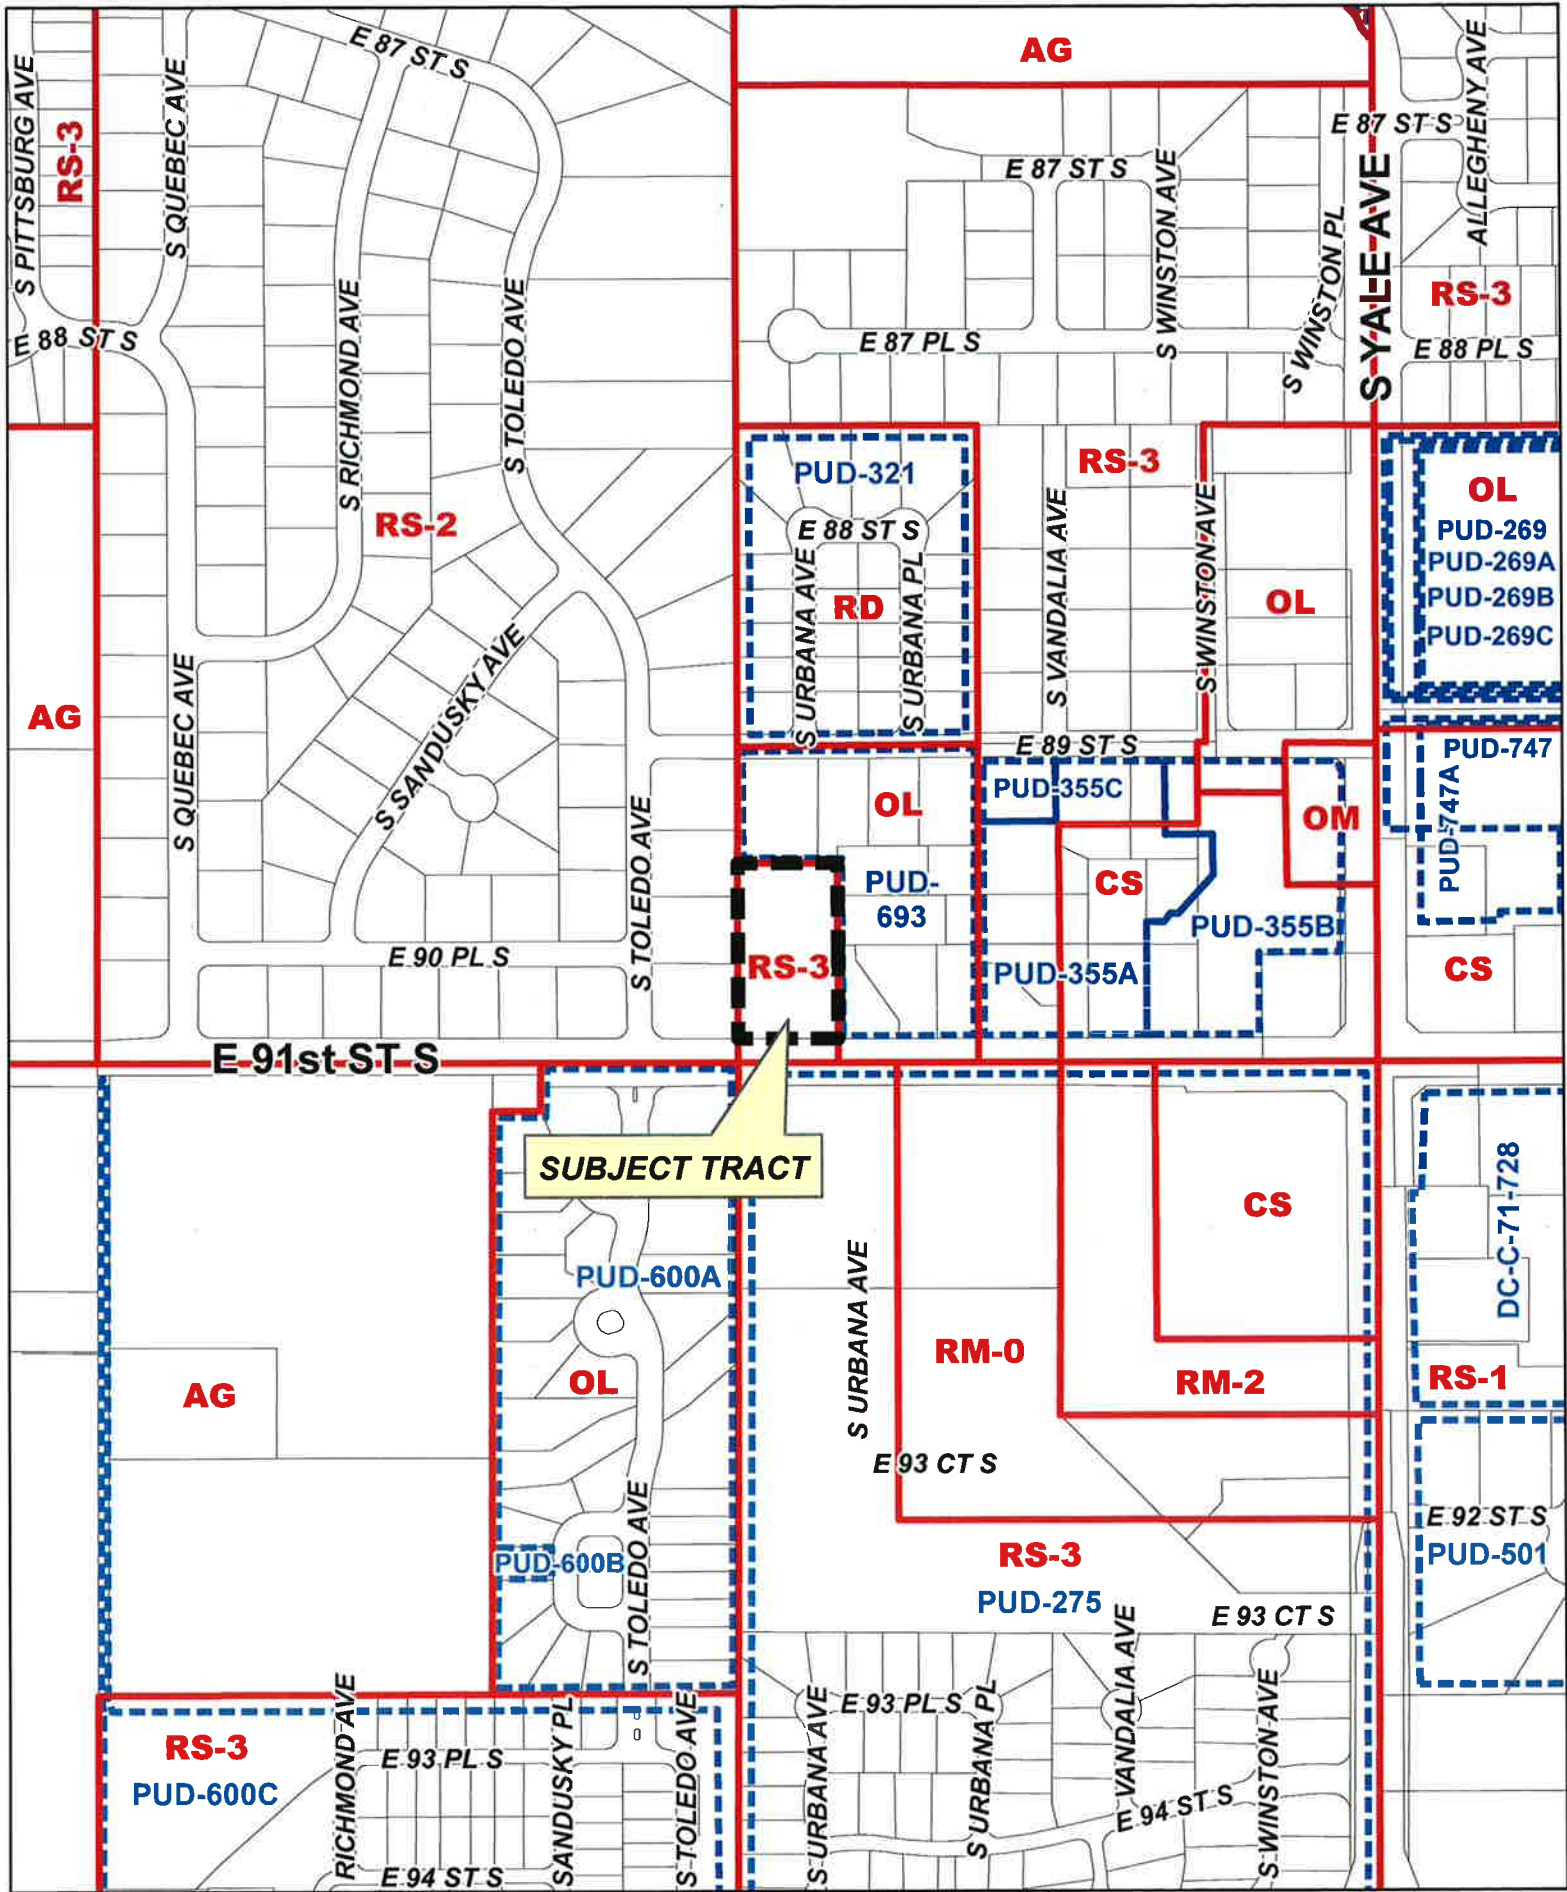 AG
E 87 ST S
S PITTSBURG AVE
RS-3
S QUEBEC AVE
ALLEGHENY AVE
E 87 ST S
E 87 ST S
S WINSTON AVE
S YALE AVE
S WINSTON PL
S RICHMOND AVE
S TOLEDO AVE
RS-3
E 88 ST S
E 87 PL S
E 88 PL S
RS-3
PUD-321
OL
RS-2
E 88 ST S
PUD-269
PUD-269A
PUD-269B
PUD-269C
S URBANA AVE
RD
S URBANA PL
S VANDALIA AVE
S WINSTON AVE
OL
AG
S QUEBEC AVE
S SANDUSKY AVE
E 89 ST S
PUD-747
PUD-747A
PUD-355C
OL
OM
S TOLEDO AVE
CS
PUD-
693
PUD-355B
E 90 PL S
RS-3
PUD-355A
CS
E 91st ST S
SUBJECT TRACT
CS
DC-C-71-728
PUD-600A
S URBANA AVE
RM-0
RM-2
RS-1
AG
OL
E 93 CT S
S TOLEDO AVE
E 92 ST S
PUD-600B
RS-3
PUD-501
PUD-275
E 93 CT S
RICHMOND AVE
SANDUSKY PL
S TOLEDO AVE
S URBANA AVE
E 93 PL S
S URBANA PL
VANDALIA AVE
S WINSTON AVE
RS-3
E 93 PL S
PUD-600C
E 94 ST S
E 94 ST S